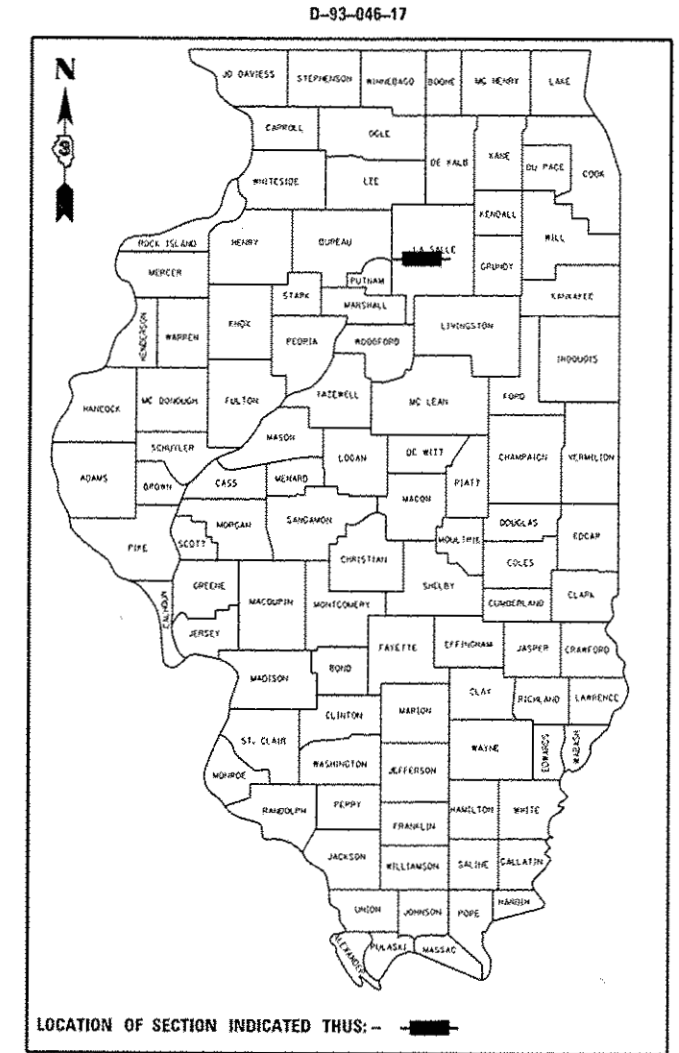 D-93-046-17
N
JO DAVIESS STEPHENSON WINNEBAGO BOONE MC HENRY LAKE
CARROLL OGLE DE KALB KANE DU PAGE COOK
WHITESIDE LEE
KENDALL WILL
ROCK ISLAND HENRY BUREAU LA SALLE GRUNDY
MERCER PUTNAM
STARK MARSHALL KANKAKEE
HENDERSON WARREN KNOX PEORIA WOODFORD LIVINGSTON
IROQUOIS
HANCOCK MC DONOUGH FULTON TAZEWELL MC LEAN FORD
MASON
SCHUYLER LOGAN DE WITT CHAMPAIGN VERMILION
ADAMS BROWN CASS MENARD PIATT
MACON
PIKE SCOTT MORGAN SANGAMON MOULTRIE DOUGLAS EDGAR
CHRISTIAN COLES
GREENE MACOUPIN MONTGOMERY SHELBY CUMBERLAND CLARK
CALHOUN
JERSEY FAYETTE EFFINGHAM JASPER CRAWFORD
MADISON BOND
CLAY RICHLAND LAWRENCE
CLINTON MARION
ST. CLAIR WAYNE EDWARDS WABASH
MONROE WASHINGTON JEFFERSON
RANDOLPH PERRY HAMILTON WHITE
FRANKLIN
JACKSON WILLIAMSON SALINE GALLATIN
UNION JOHNSON POPE HARDIN
ALEXANDER PULASKI MASSAC
LOCATION OF SECTION INDICATED THUS: -